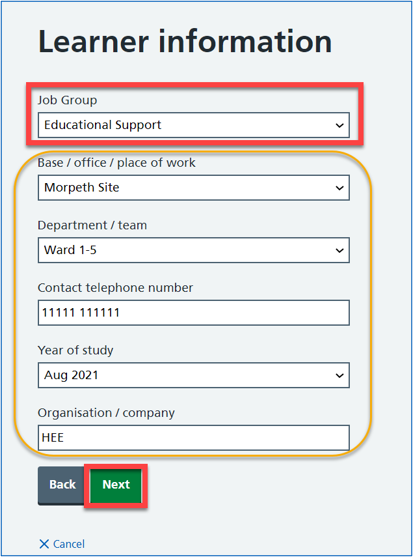 Learner information
Job Group
Educational Support
Base / office / place of work
Morpeth Site
Department / team
Ward 1-5
Contact telephone number
11111 111111
Year of study
Aug 2021
Organisation / company
HEE
Back Next
Cancel